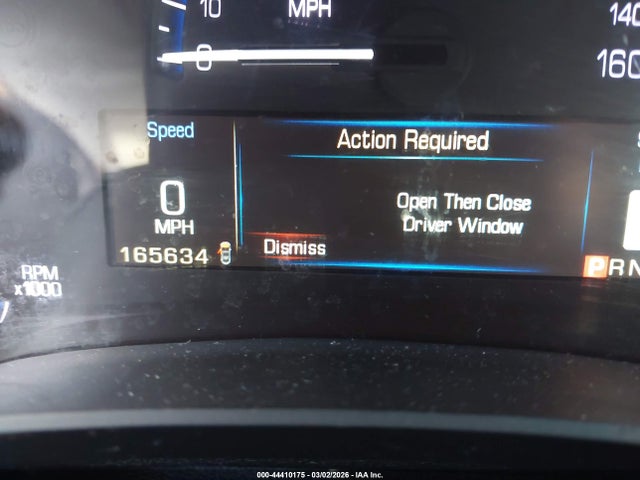 10 MPH
140
0
160
Speed
Action Required
0
MPH
Open Then Close
Driver Window
165634
Dismiss
PRN
RPM
x1000
000-44410175 - 03/02/2026 - IAA Inc.